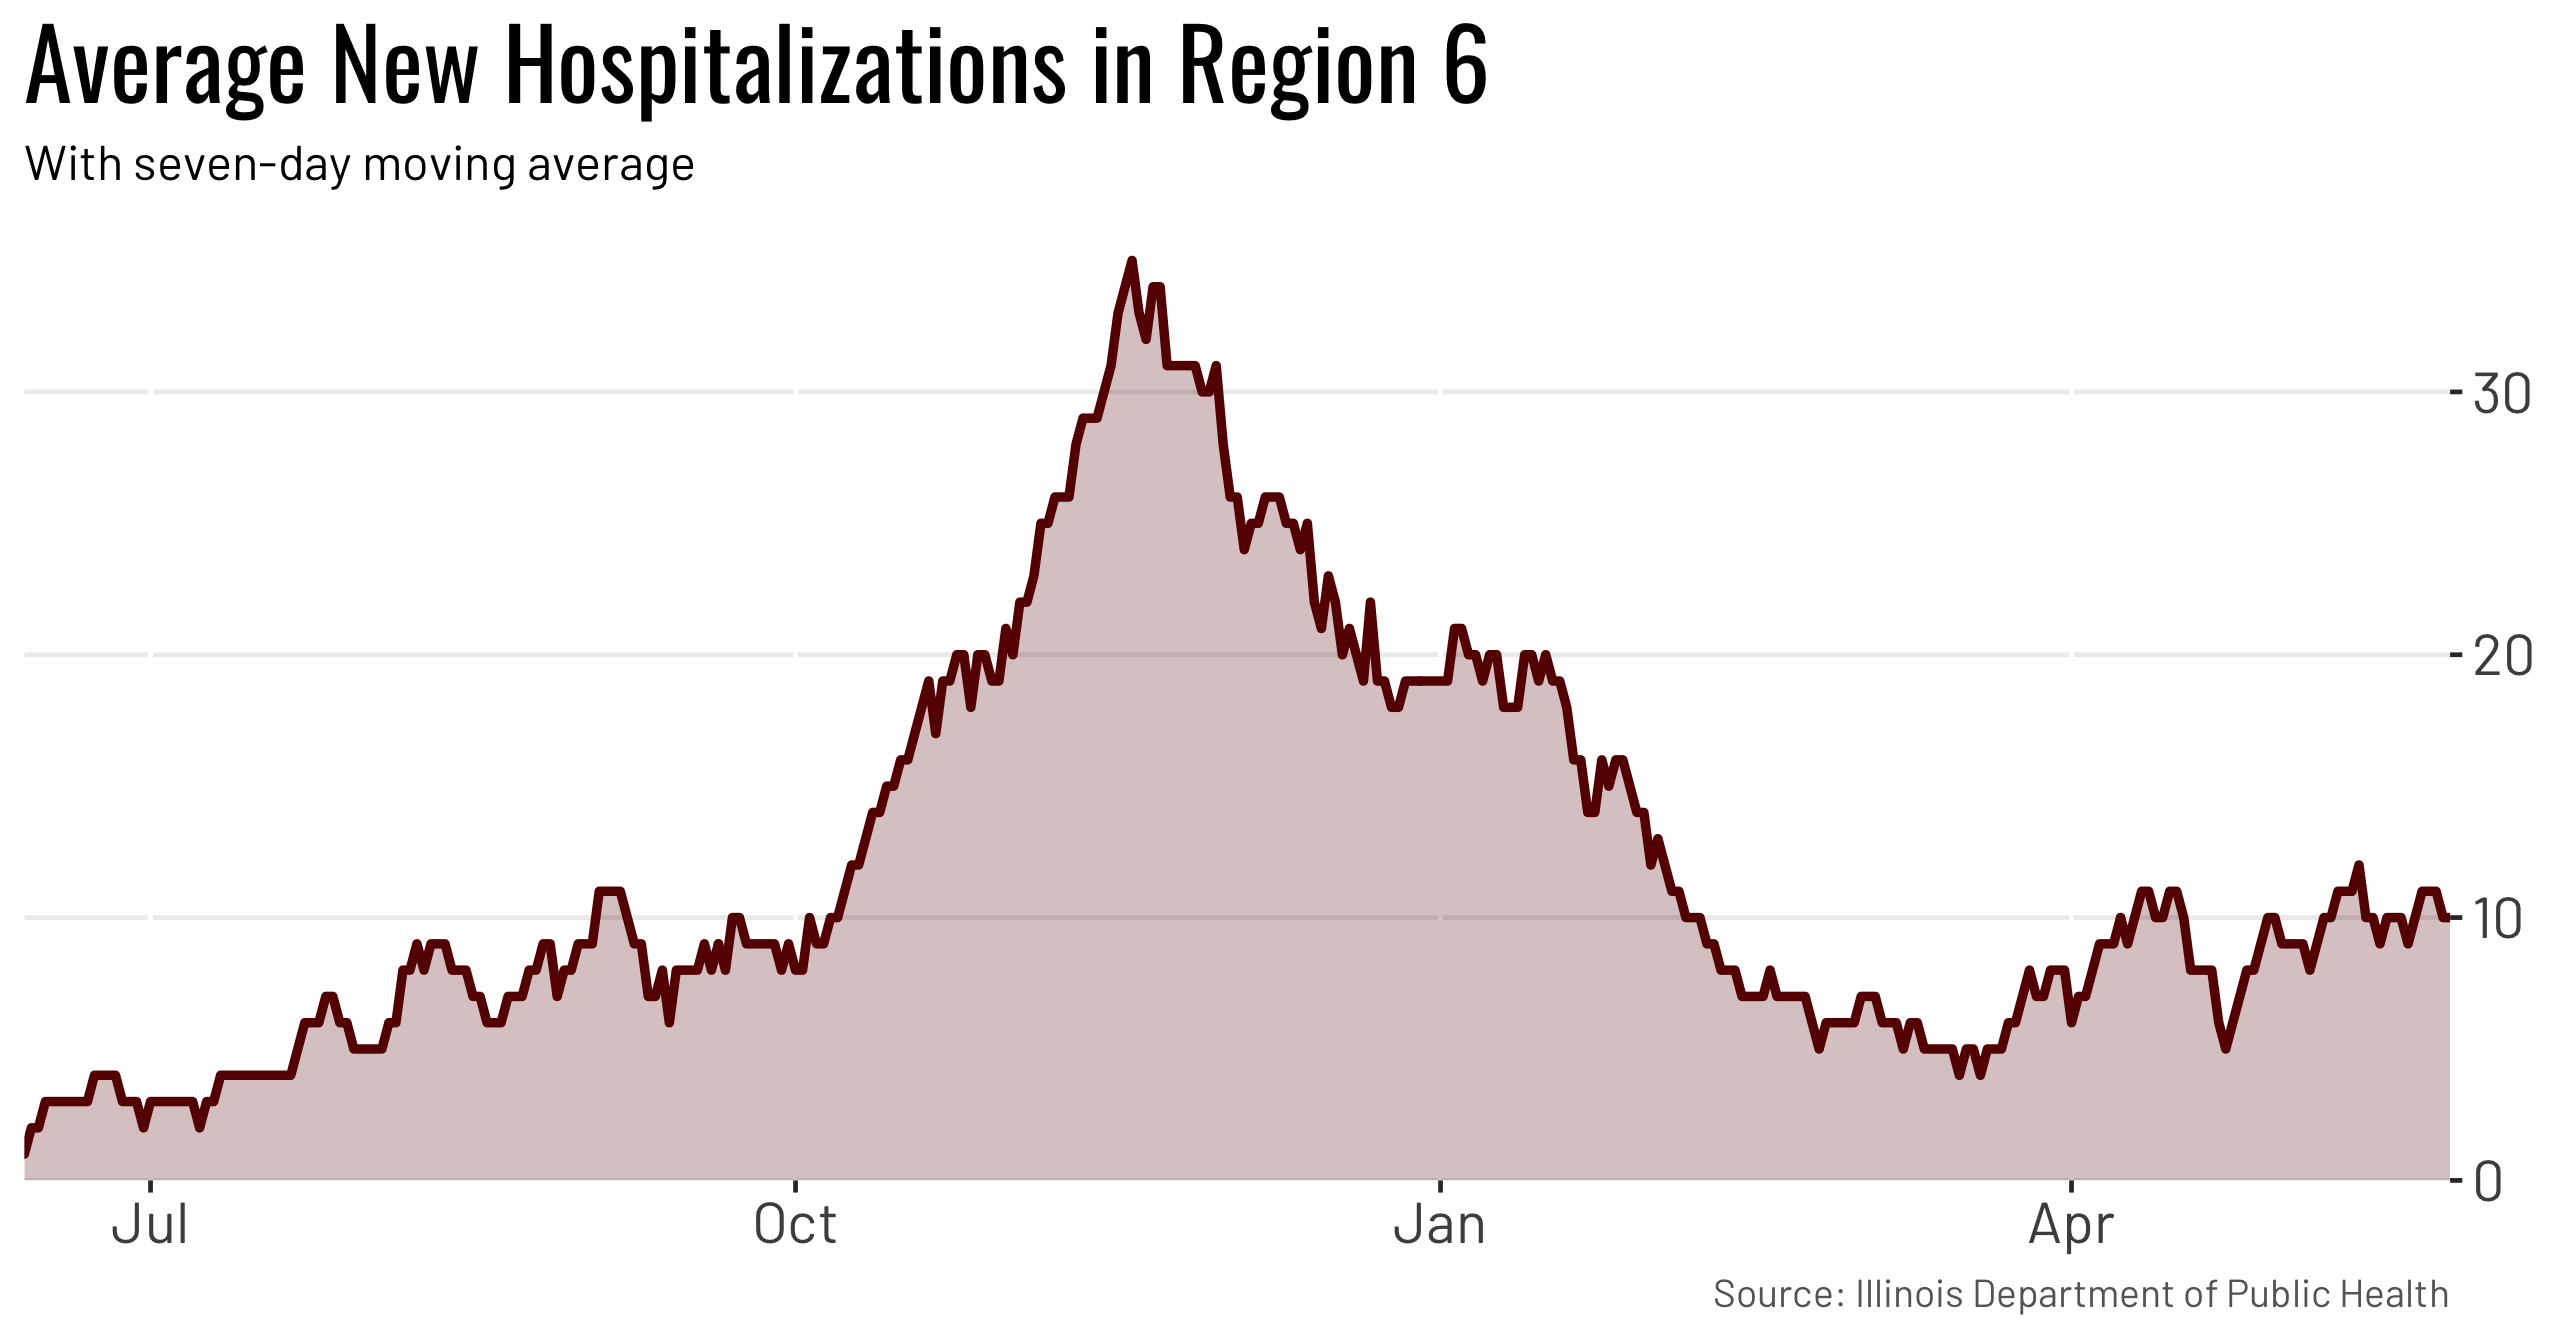 Average New Hospitalizations in Region 6
With seven-day moving average
30
20
10
0
Jul Oct Jan Apr
Source: Illinois Department of Public Health